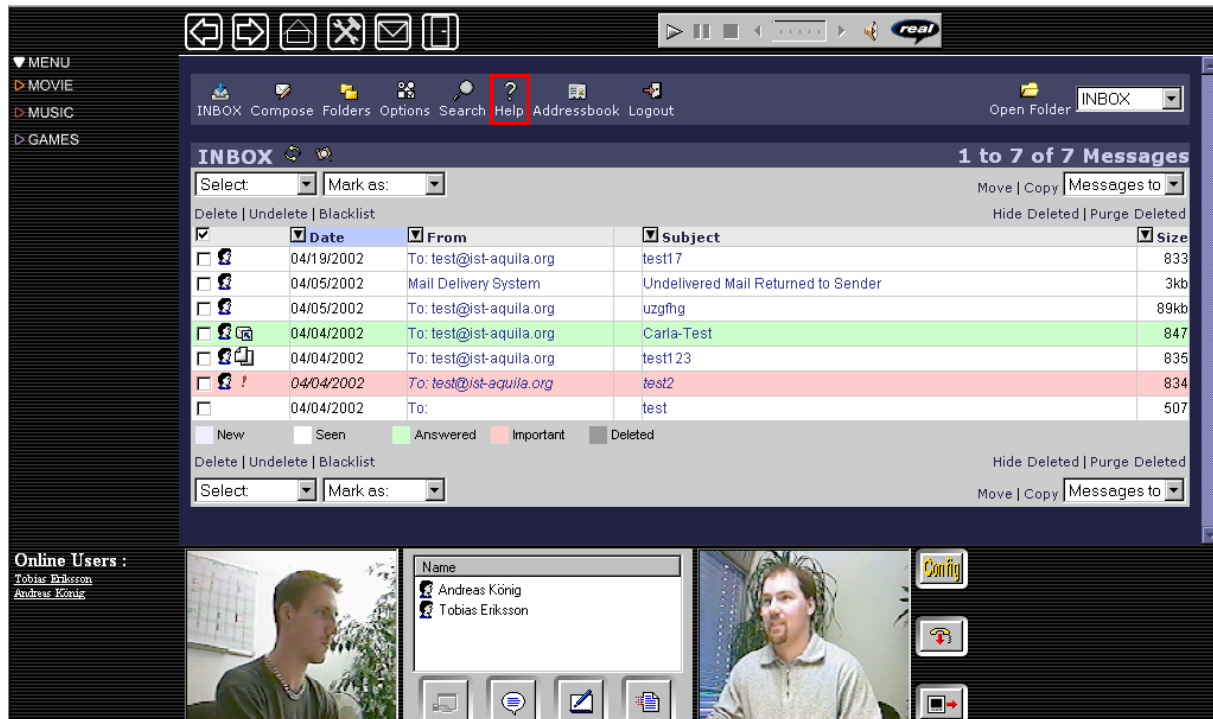 real
MENU
MOVIE
MUSIC
GAMES
INBOX Compose Folders Options Search Help Addressbook Logout
Open Folder INBOX
INBOX 1 to 7 of 7 Messages
Select: Mark as: Move | Copy Messages to
Delete | Undelete | Blacklist Hide Deleted | Purge Deleted
Date From Subject Size
04/19/2002 To: test@ist-aquila.org test17 833
04/05/2002 Mail Delivery System Undelivered Mail Returned to Sender 3kb
04/05/2002 To: test@ist-aquila.org uzgfhg 89kb
04/04/2002 To: test@ist-aquila.org Carla-Test 847
04/04/2002 To: test@ist-aquila.org test123 835
! 04/04/2002 To: test@ist-aquila.org test2 834
04/04/2002 To: test 507
New Seen Answered Important Deleted
Delete | Undelete | Blacklist Hide Deleted | Purge Deleted
Select: Mark as: Move | Copy Messages to
Online Users :
Tobias Eriksson
Andreas König
Name
Andreas König
Tobias Eriksson
Config